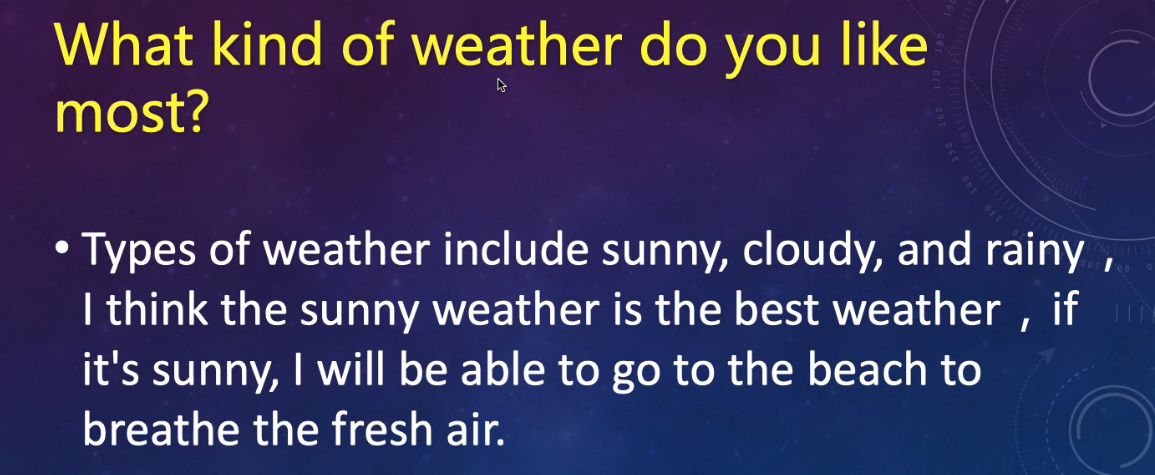 What kind of weather do you like
most?
• Types of weather include sunny, cloudy, and rainy ,
I think the sunny weather is the best weather , if
it's sunny, I will be able to go to the beach to
breathe the fresh air.